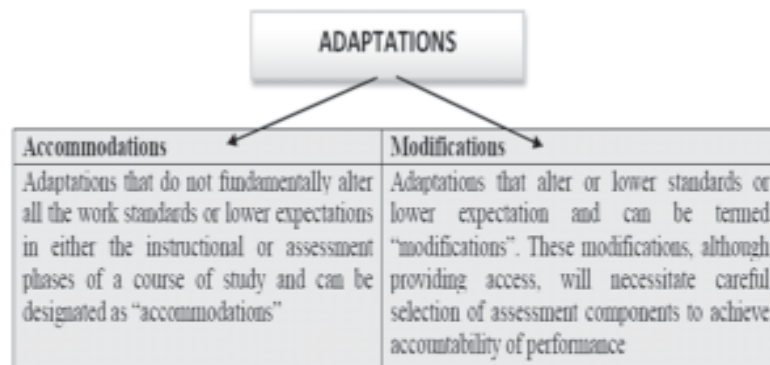 ADAPTATIONS
Accommodations
Adaptations that do not fundamentally alter
all the work standards or lower expectations
in either the instructional or assessment
phases of a course of study and can be
designated as “accommodations”
Modifications
Adaptations that alter or lower standards or
lower expectation and can be termed
“modifications”. These modifications, although
providing access, will necessitate careful
selection of assessment components to achieve
accountability of performance